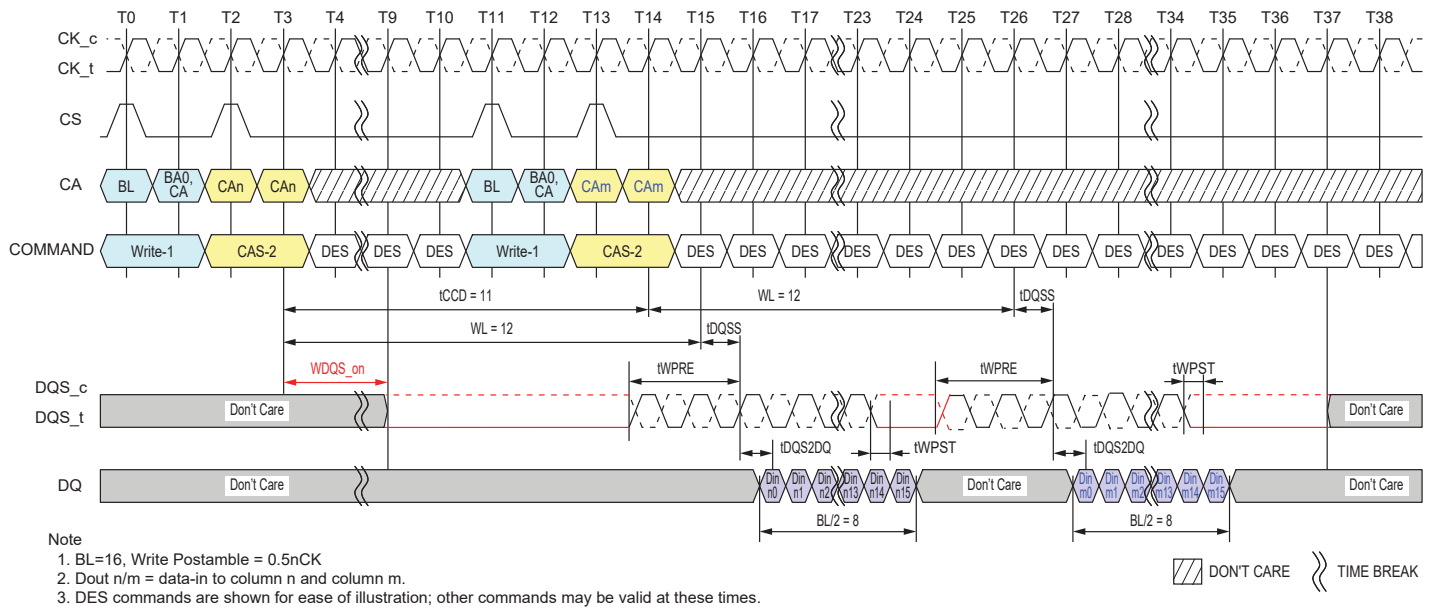 T0 T1 T2 T3 T4 T9 T10 T11 T12 T13 T14 T15 T16 T17 T23 T24 T25 T26 T27 T28 T34 T35 T36 T37 T38
CK_c
CK_t
CS
CA BL BA0, CA CAn CAn BL BA0, CA CAm CAm
COMMAND Write-1 CAS-2 DES DES DES Write-1 CAS-2 DES DES DES DES DES DES DES DES DES DES DES DES DES DES
tCCD = 11 WL = 12 tDQSS
WL = 12 tDQSS
WDQS_on tWPRE tWPRE tWPST
DQS_c
DQS_t
Don't Care Don't Care
tDQS2DQ tWPST tDQS2DQ
DQ Don't Care Din n0 Din n1 Din n2 Din n13 Din n14 Din n15 Don't Care Din m0 Din m1 Din m2 Din m13 Din m14 Din m15 Don't Care
BL/2 = 8 BL/2 = 8
Note
1. BL=16, Write Postamble = 0.5nCK
2. Dout n/m = data-in to column n and column m.
3. DES commands are shown for ease of illustration; other commands may be valid at these times.
DON'T CARE TIME BREAK